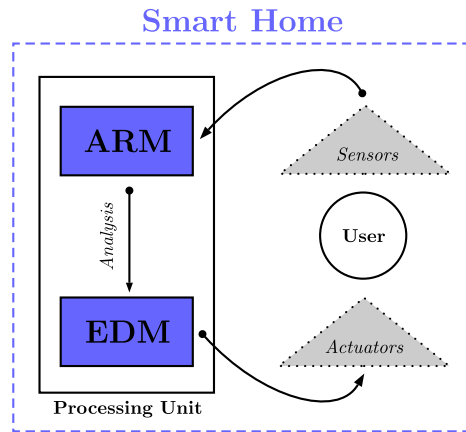 Smart Home
ARM
Sensors
Analysis
User
EDM
Actuators
Processing Unit